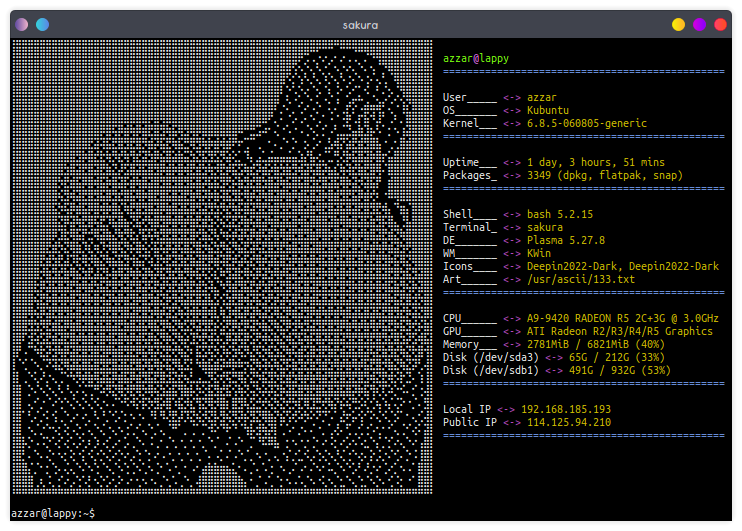 sakura
azzar@lappy
==============================================
User_____ <-> azzar
OS_______ <-> Kubuntu
Kernel___ <-> 6.8.5-060805-generic
==============================================
Uptime___ <-> 1 day, 3 hours, 51 mins
Packages_ <-> 3349 (dpkg, flatpak, snap)
==============================================
Shell____ <-> bash 5.2.15
Terminal_ <-> sakura
DE_______ <-> Plasma 5.27.8
WM_______ <-> KWin
Icons____ <-> Deepin2022-Dark, Deepin2022-Dark
Art______ <-> /usr/ascii/133.txt
==============================================
CPU______ <-> A9-9420 RADEON R5 2C+3G @ 3.0GHz
GPU______ <-> ATI Radeon R2/R3/R4/R5 Graphics
Memory___ <-> 2781MiB / 6821MiB (40%)
Disk (/dev/sda3) <-> 65G / 212G (33%)
Disk (/dev/sdb1) <-> 491G / 932G (53%)
==============================================
Local IP <-> 192.168.185.193
Public IP <-> 114.125.94.210
==============================================
azzar@lappy:~$